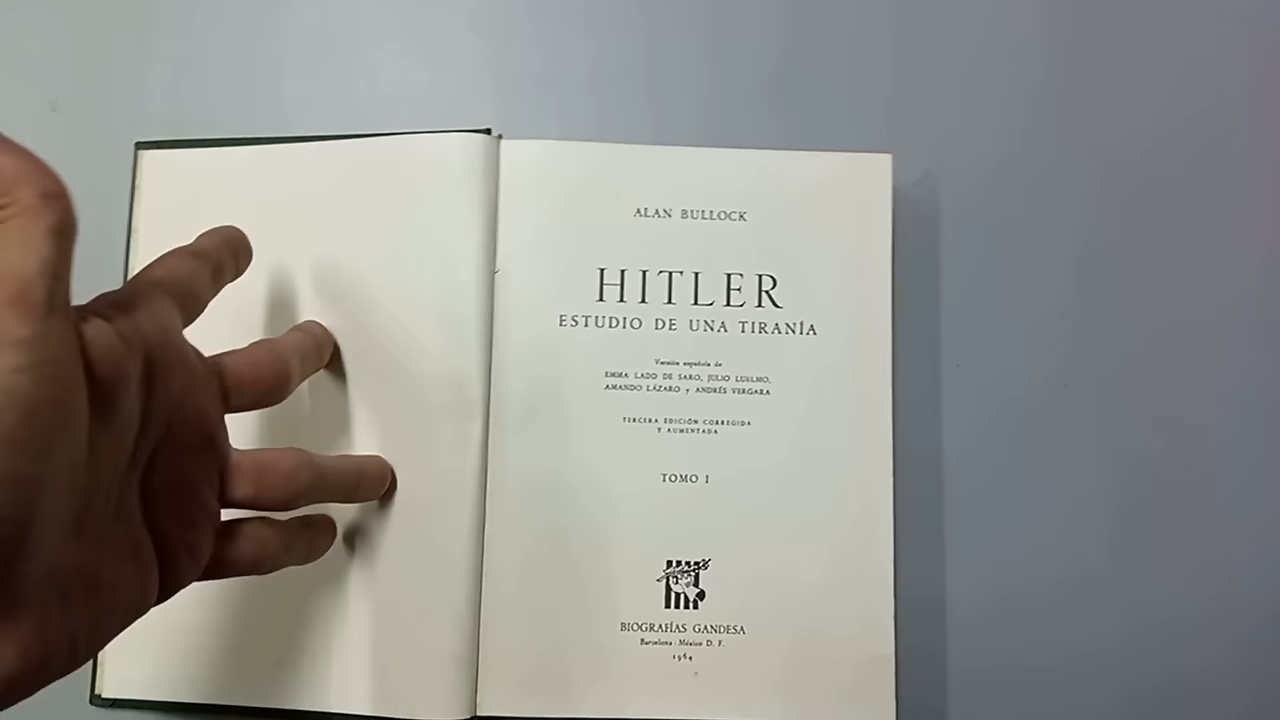 ALAN BULLOCK
HITLER
ESTUDIO DE UNA TIRANÍA
Versión española de
EMMA LADO DE SARO, JULIO LUELMO,
AMANDO LÁZARO y ANDRÉS VERGARA
TERCERA EDICIÓN CORREGIDA
Y AUMENTADA
TOMO I
BIOGRAFÍAS GANDESA
Barcelona - México D. F.
1964